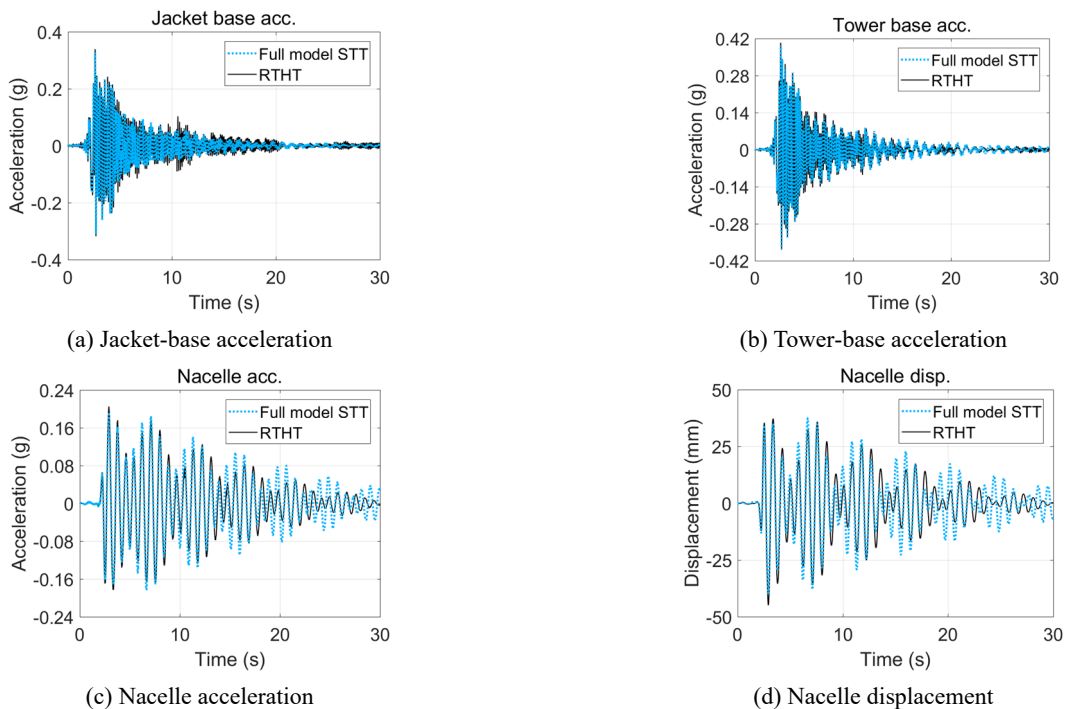 Jacket base acc.
0.4
0.2
0
-0.2
-0.4
Acceleration (g)
Full model STT
RTHT
0
10
20
30
Time (s)
(a) Jacket-base acceleration
Tower base acc.
0.42
0.28
0.14
0
-0.14
-0.28
-0.42
Acceleration (g)
Full model STT
RTHT
0
10
20
30
Time (s)
(b) Tower-base acceleration
Nacelle acc.
0.24
0.16
0.08
0
-0.08
-0.16
-0.24
Acceleration (g)
Full model STT
RTHT
0
10
20
30
Time (s)
(c) Nacelle acceleration
Nacelle disp.
50
25
0
-25
-50
Displacement (mm)
Full model STT
RTHT
0
10
20
30
Time (s)
(d) Nacelle displacement